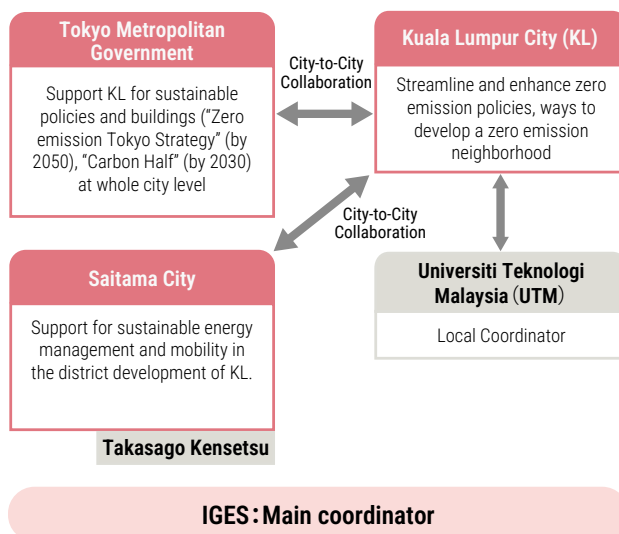 Tokyo Metropolitan
Government
Support KL for sustainable
policies and buildings (“Zero
emission Tokyo Strategy” (by
2050), “Carbon Half” (by 2030)
at whole city level
City-to-City
Collaboration
Kuala Lumpur City (KL)
Streamline and enhance zero
emission policies, ways to
develop a zero emission
neighborhood
City-to-City
Collaboration
Saitama City
Support for sustainable energy
management and mobility in
the district development of KL.
Takasago Kensetsu
Universiti Teknologi
Malaysia（UTM）
Local Coordinator
IGES：Main coordinator